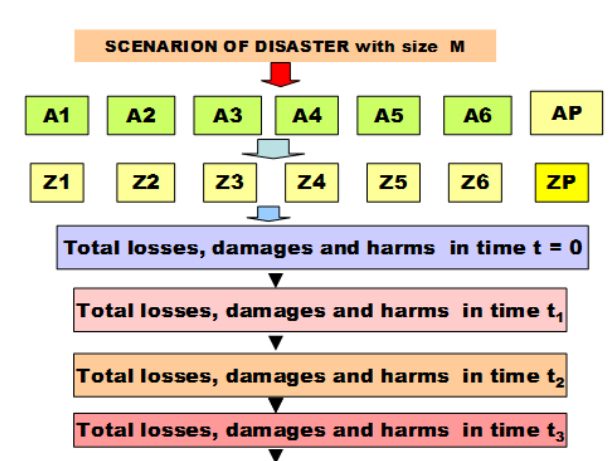 SCENARION OF DISASTER with size M
A1 A2 A3 A4 A5 A6 AP
Z1 Z2 Z3 Z4 Z5 Z6 ZP
Total losses, damages and harms in time t = 0
Total losses, damages and harms in time t₁
Total losses, damages and harms in time t₂
Total losses, damages and harms in time t₃